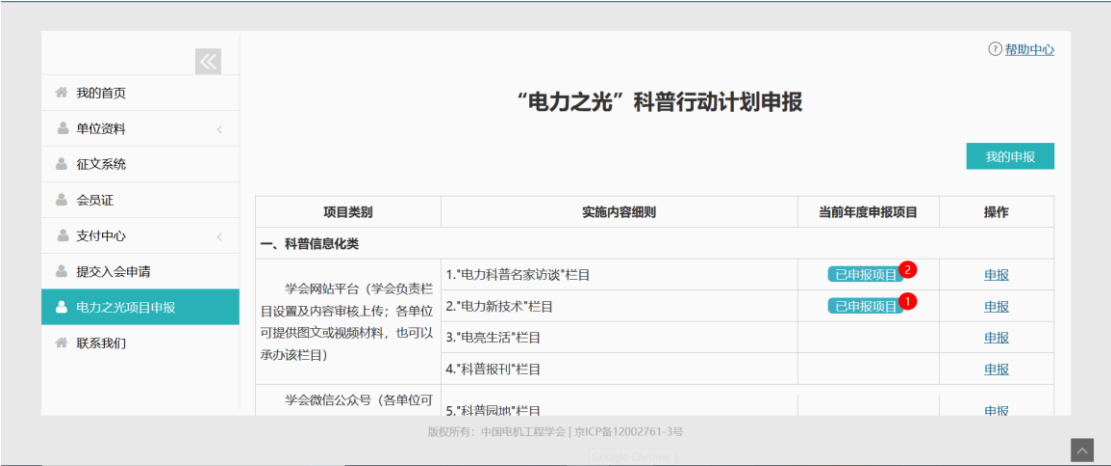 帮助中心
我的首页
单位资料
征文系统
会员证
支付中心
提交入会申请
电力之光项目申报
联系我们
“电力之光”科普行动计划申报
我的申报
项目类别 实施内容细则 当前年度申报项目 操作
一、科普信息化类
学会网站平台（学会负责栏
目设置及内容审核上传；各单位
可提供图文或视频材料，也可以
承办该栏目）
1."电力科普名家访谈"栏目 已申报项目 2 申报
2."电力新技术"栏目 已申报项目 1 申报
3."电亮生活"栏目 申报
4."科普报刊"栏目 申报
学会微信公众号（各单位可
5."科普园地"栏目 申报
版权所有：中国电机工程学会 | 京ICP备12002761-3号
Google Chrome